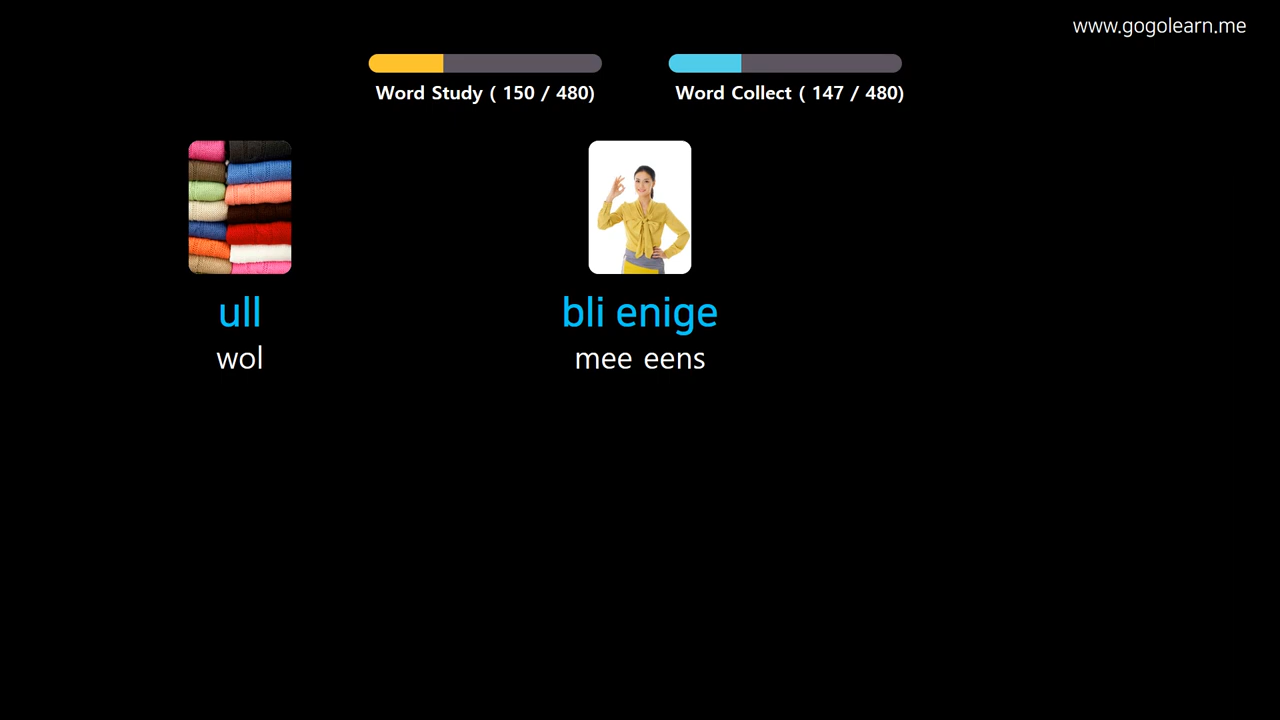 www.gogolearn.me
Word Study ( 150 / 480)
Word Collect ( 147 / 480)
ull
wol
bli enige
mee eens